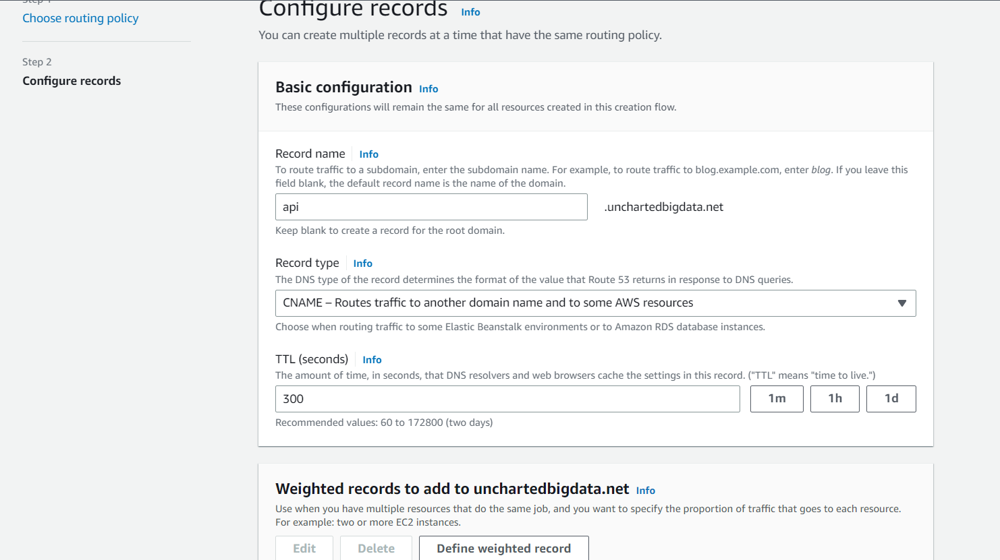 Step 1
Choose routing policy
Step 2
Configure records
Configure records Info
You can create multiple records at a time that have the same routing policy.
Basic configuration Info
These configurations will remain the same for all resources created in this creation flow.
Record name Info
To route traffic to a subdomain, enter the subdomain name. For example, to route traffic to blog.example.com, enter blog. If you leave this
field blank, the default record name is the name of the domain.
api .unchartedbigdata.net
Keep blank to create a record for the root domain.
Record type Info
The DNS type of the record determines the format of the value that Route 53 returns in response to DNS queries.
CNAME – Routes traffic to another domain name and to some AWS resources
Choose when routing traffic to some Elastic Beanstalk environments or to Amazon RDS database instances.
TTL (seconds) Info
The amount of time, in seconds, that DNS resolvers and web browsers cache the settings in this record. ("TTL" means "time to live.")
300 1m 1h 1d
Recommended values: 60 to 172800 (two days)
Weighted records to add to unchartedbigdata.net Info
Use when you have multiple resources that do the same job, and you want to specify the proportion of traffic that goes to each resource.
For example: two or more EC2 instances.
Edit Delete Define weighted record